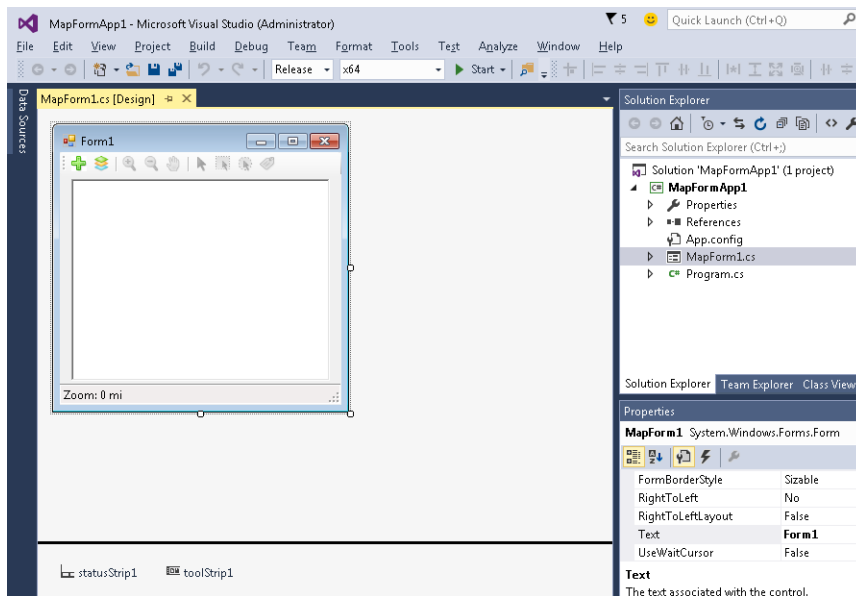 MapFormApp1 - Microsoft Visual Studio (Administrator)
5
Quick Launch (Ctrl+Q)
File Edit View Project Build Debug Team Format Tools Test Analyze Window Help
Release x64 Start
Data Sources
MapForm1.cs [Design]
Form1
Zoom: 0 mi
statusStrip1 toolStrip1
Solution Explorer
Search Solution Explorer (Ctrl+;)
Solution 'MapFormApp1' (1 project)
C# MapFormApp1
Properties
References
App.config
MapForm1.cs
C# Program.cs
Solution Explorer Team Explorer Class View
Properties
MapForm1 System.Windows.Forms.Form
FormBorderStyle Sizable
RightToLeft No
RightToLeftLayout False
Text Form1
UseWaitCursor False
Text
The text associated with the control.